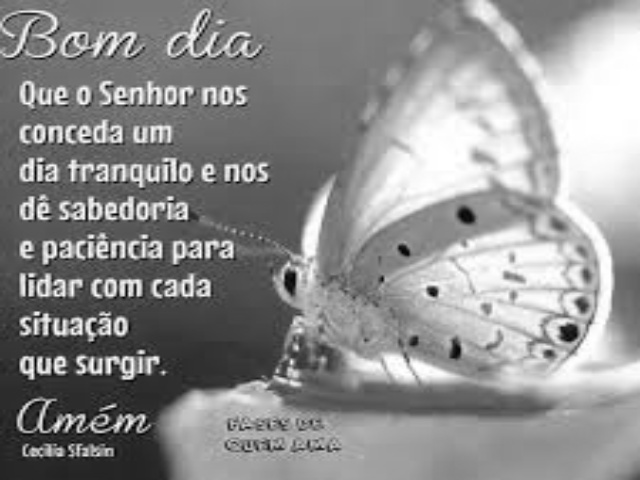 Bom dia
Que o Senhor nos
conceda um
dia tranquilo e nos
dê sabedoria
e paciência para
lidar com cada
situação
que surgir.
Amém
Cecilia Sfalsin
FASES DE
QUEM AMA